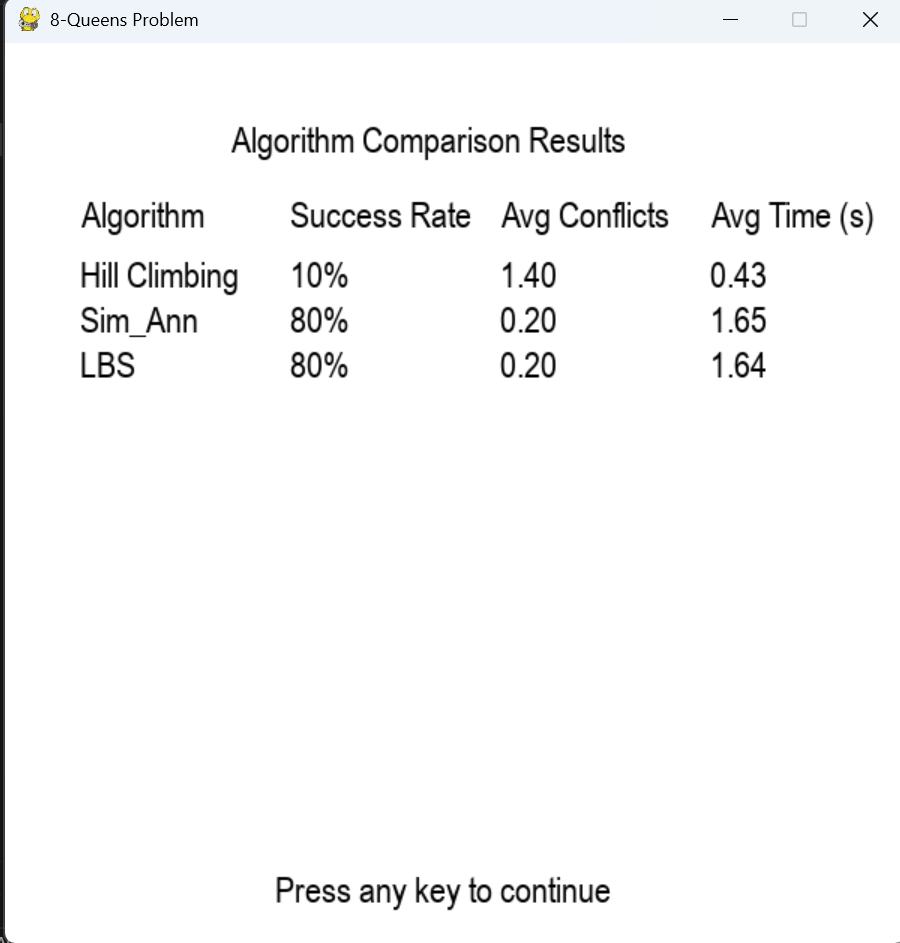 8-Queens Problem
Algorithm Comparison Results
Algorithm Success Rate Avg Conflicts Avg Time (s)
Hill Climbing 10% 1.40 0.43
Sim_Ann 80% 0.20 1.65
LBS 80% 0.20 1.64
Press any key to continue